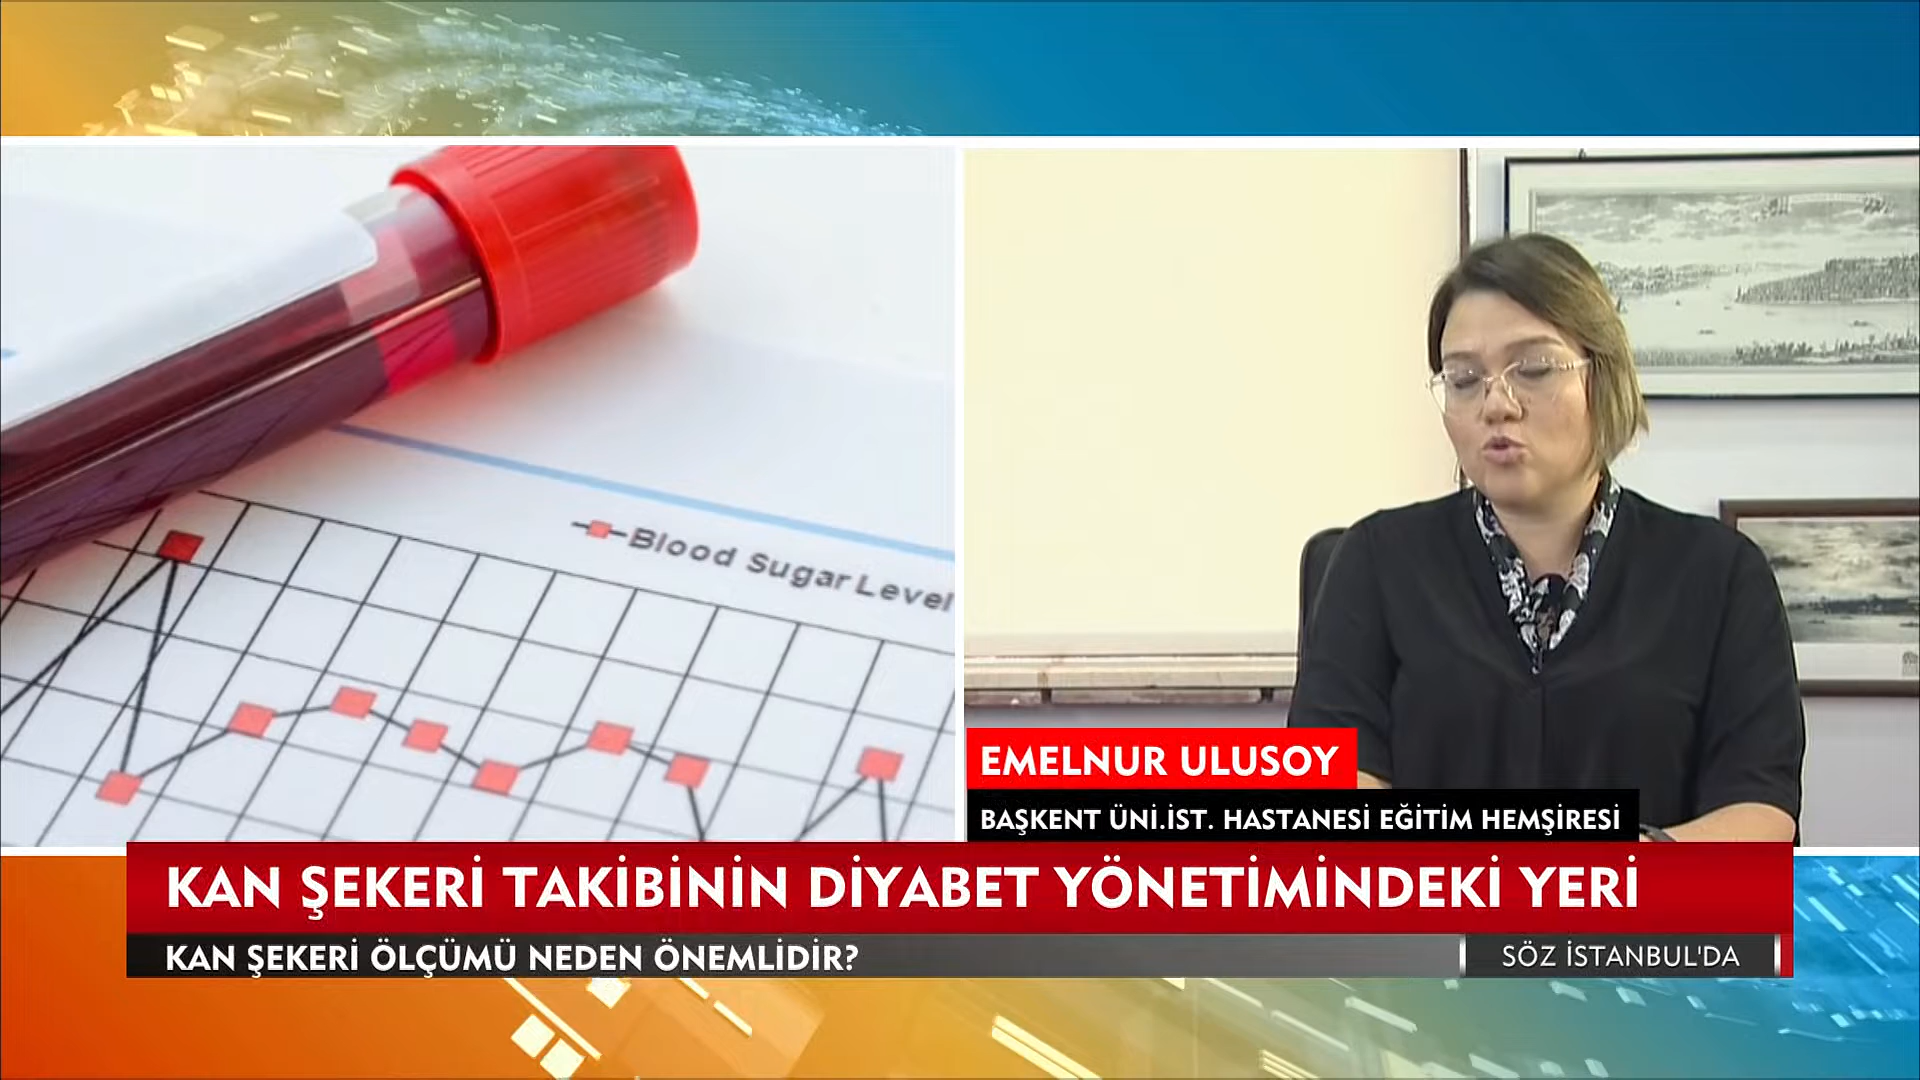 Blood Sugar Level
EMELNUR ULUSOY
BAŞKENT ÜNİ.İST. HASTANESİ EĞİTİM HEMŞİRESİ
KAN ŞEKERİ TAKİBİNİN DİYABET YÖNETİMİNDEKİ YERİ
KAN ŞEKERİ ÖLÇÜMÜ NEDEN ÖNEMLİDİR?
SÖZ İSTANBUL'DA